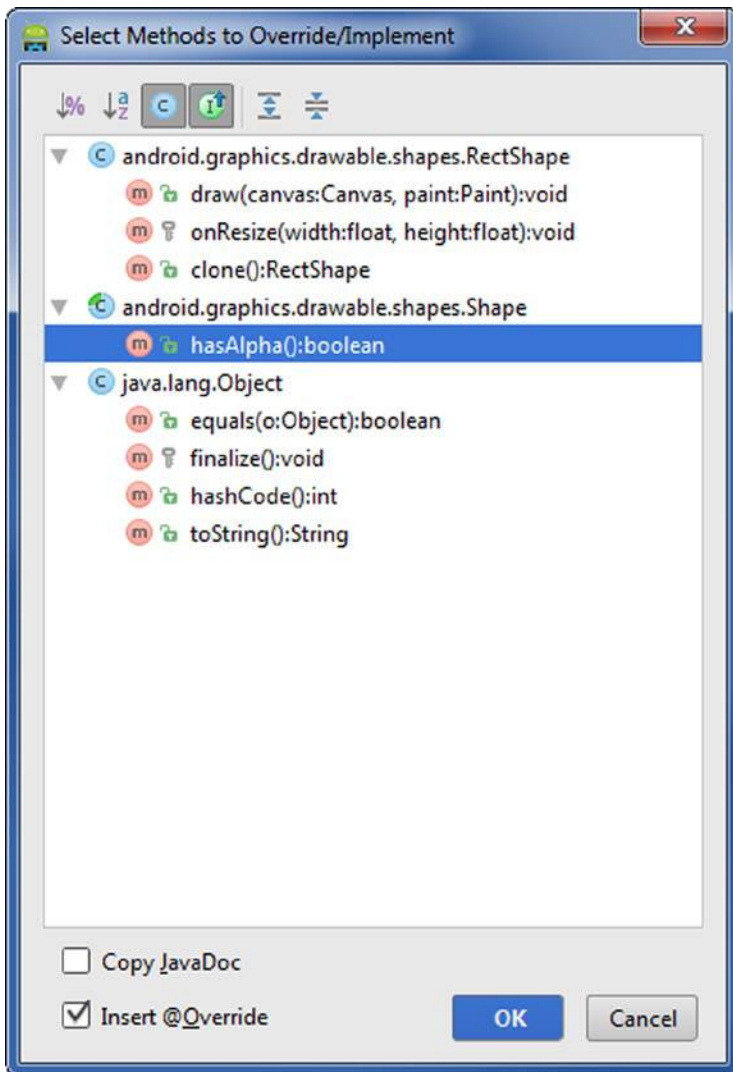 Select Methods to Override/Implement
x
% a z C I
C android.graphics.drawable.shapes.RectShape
m draw(canvas:Canvas, paint:Paint):void
m onResize(width:float, height:float):void
m clone():RectShape
C android.graphics.drawable.shapes.Shape
m hasAlpha():boolean
C java.lang.Object
m equals(o:Object):boolean
m finalize():void
m hashCode():int
m toString():String
Copy JavaDoc
Insert @Override OK Cancel